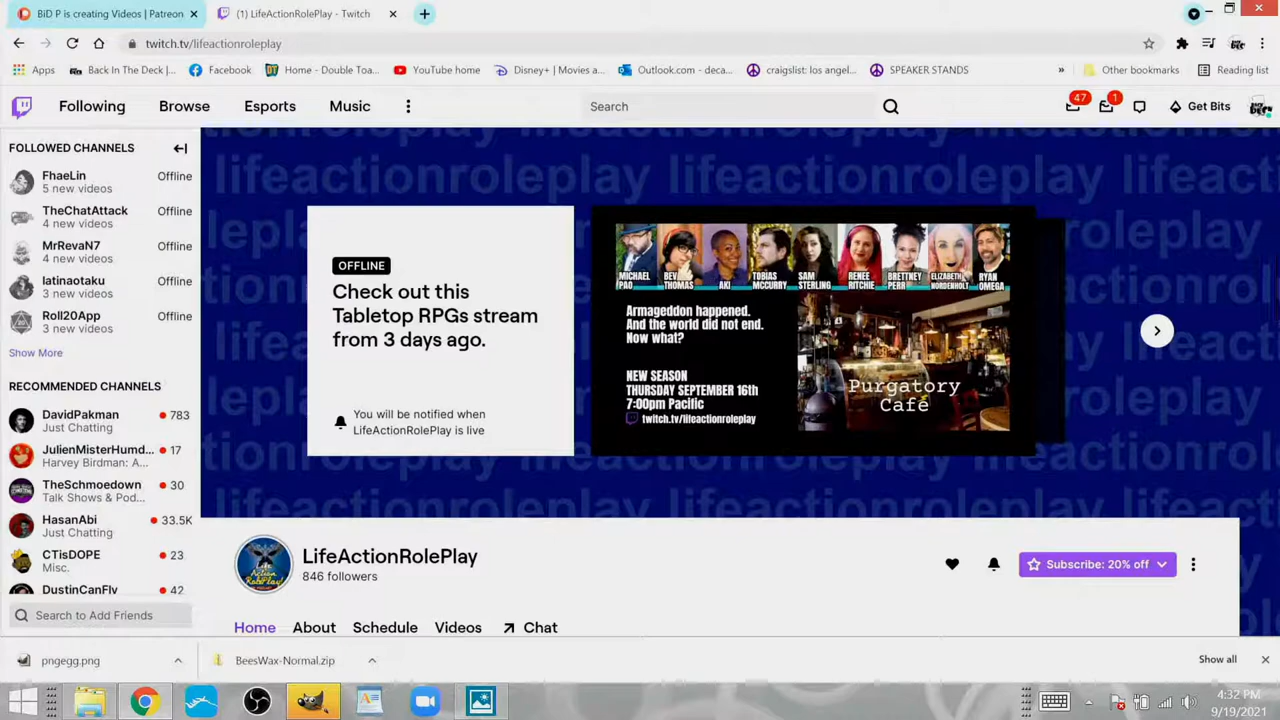 BiD P is creating Videos | Patreon
(1) LifeActionRolePlay - Twitch
twitch.tv/lifeactionroleplay
Apps
Back In The Deck |...
Facebook
Home - Double Toa...
YouTube home
Disney+ | Movies a...
Outlook.com - deca...
craigslist: los angel...
SPEAKER STANDS
»
Other bookmarks
Reading list
Following
Browse
Esports
Music
Search
47
1
Get Bits
FOLLOWED CHANNELS
FhaeLin Offline
5 new videos
TheChatAttack Offline
4 new videos
MrRevaN7 Offline
4 new videos
latinaotaku Offline
3 new videos
Roll20App Offline
3 new videos
Show More
RECOMMENDED CHANNELS
DavidPakman 783
Just Chatting
JulienMisterHumd... 17
Harvey Birdman: A...
TheSchmoedown 30
Talk Shows & Pod...
HasanAbi 33.5K
Just Chatting
CTisDOPE 23
Misc.
DustinCanFly 42
Search to Add Friends
lifeactionroleplay lifeactionroleplay
OFFLINE
Check out this
Tabletop RPGs stream
from 3 days ago.
You will be notified when
LifeActionRolePlay is live
MICHAEL PAO
BEV THOMAS
AKI
TOBIAS MCCURRY
SAM STERLING
RENEE RITCHIE
BRETTNEY PERR
ELIZABETH NORDENHOLT
RYAN OMEGA
Armageddon happened.
And the world did not end.
Now what?
NEW SEASON
THURSDAY SEPTEMBER 16th
7:00pm Pacific
twitch.tv/lifeactionroleplay
Purgatory
Cafe
LifeActionRolePlay
846 followers
Subscribe: 20% off
Home
About
Schedule
Videos
Chat
pngegg.png
BeesWax-Normal.zip
Show all
4:32 PM
9/19/2021